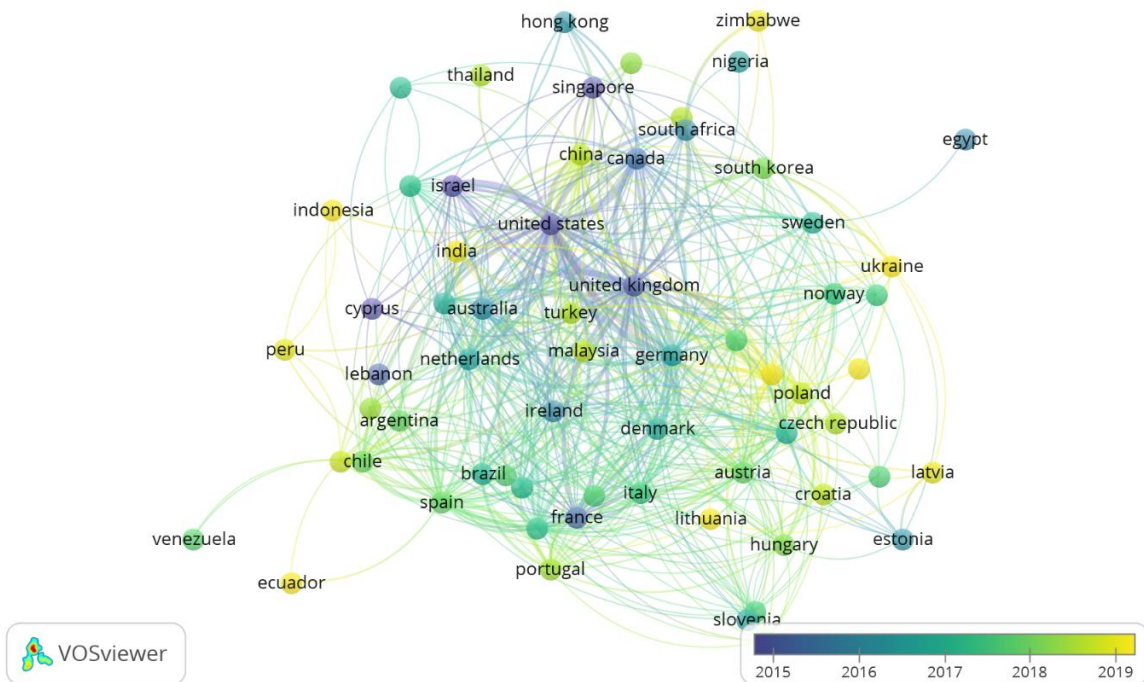 hong kong
zimbabwe
nigeria
thailand
singapore
south africa
egypt
china
canada
south korea
israel
indonesia
united states
sweden
india
ukraine
united kingdom
norway
cyprus
australia
turkey
peru
netherlands
malaysia
germany
lebanon
poland
ireland
argentina
denmark
czech republic
chile
brazil
austria
latvia
spain
italy
croatia
france
lithuania
venezuela
hungary
estonia
portugal
ecuador
slovenia
VOSviewer
2015 2016 2017 2018 2019